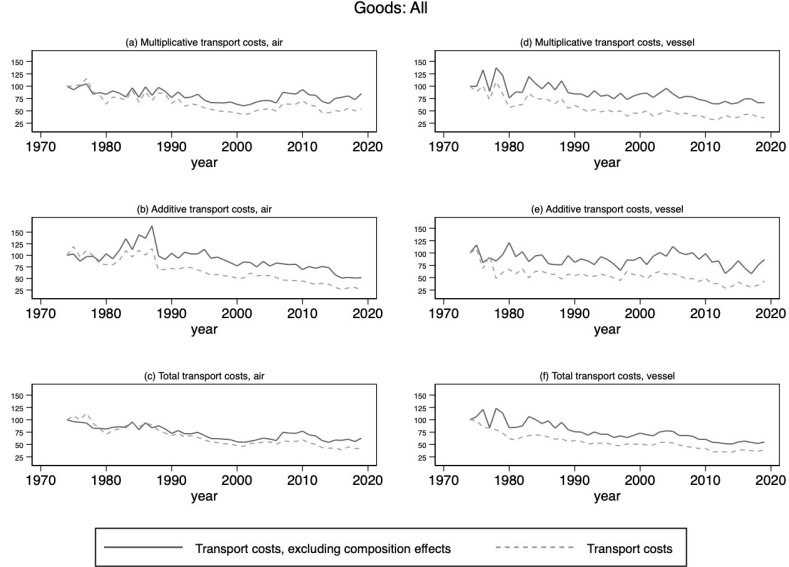 Goods: All
(a) Multiplicative transport costs, air
150
125
100
75
50
25
1970 1980 1990 2000 2010 2020
year
(d) Multiplicative transport costs, vessel
150
125
100
75
50
25
1970 1980 1990 2000 2010 2020
year
(b) Additive transport costs, air
150
125
100
75
50
25
1970 1980 1990 2000 2010 2020
year
(e) Additive transport costs, vessel
150
125
100
75
50
25
1970 1980 1990 2000 2010 2020
year
(c) Total transport costs, air
150
125
100
75
50
25
1970 1980 1990 2000 2010 2020
year
(f) Total transport costs, vessel
150
125
100
75
50
25
1970 1980 1990 2000 2010 2020
year
Transport costs, excluding composition effects
Transport costs